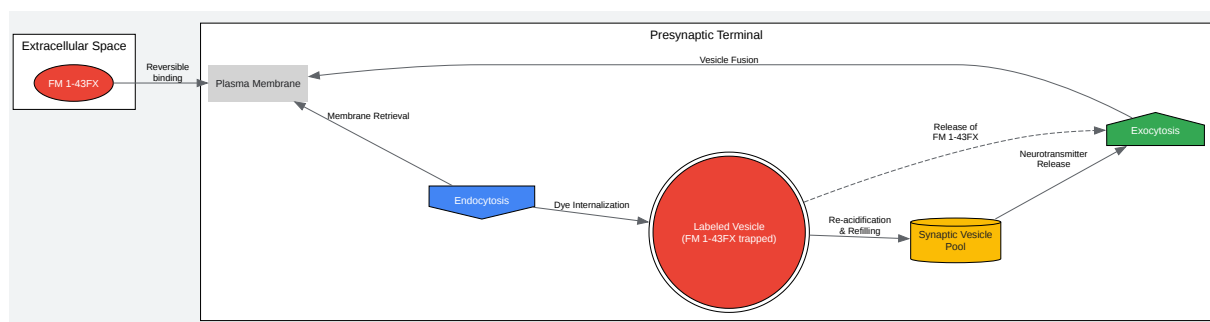 Presynaptic Terminal
Extracellular Space
Vesicle Fusion
Reversible
binding
FM 1-43FX
Plasma Membrane
Membrane Retrieval
Release of
FM 1-43FX
Exocytosis
Neurotransmitter
Release
Endocytosis
Dye Internalization
Labeled Vesicle
(FM 1-43FX trapped)
Re-acidification
& Refilling
Synaptic Vesicle
Pool